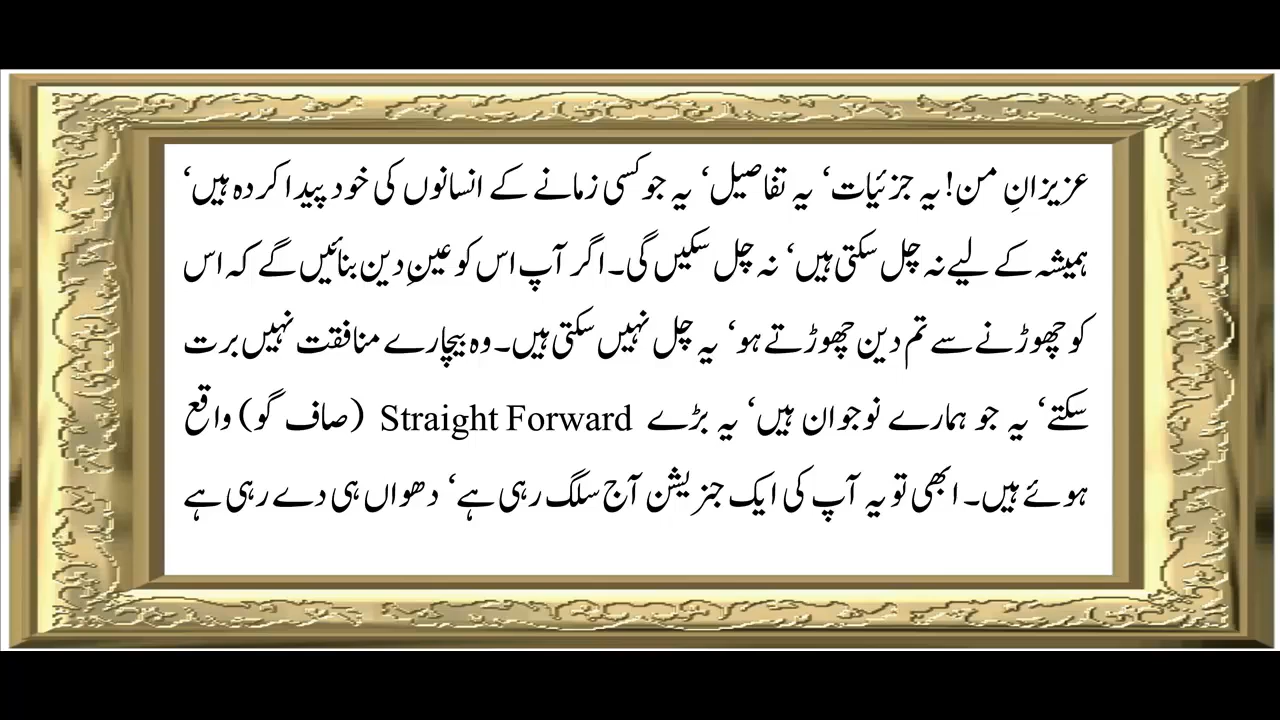 عزیزانِ من! یہ جزئیات‘ یہ تفاصیل‘ یہ جو کسی زمانے کے انسانوں کی خود پیدا کردہ ہیں‘
ہمیشہ کے لیے نہ چل سکتی ہیں‘ نہ چل سکیں گی۔ اگر آپ اس کو عینِ دین بنائیں گے کہ اس
کو چھوڑنے سے تم دین چھوڑتے ہو‘ یہ چل نہیں سکتی ہیں۔ وہ بیچارے منافقت نہیں برت
سکتے‘ یہ جو ہمارے نوجوان ہیں‘ یہ بڑے Straight Forward (صاف گو) واقع
ہوئے ہیں۔ ابھی تو یہ آپ کی ایک جنریشن آج سلگ رہی ہے‘ دھواں ہی دے رہی ہے